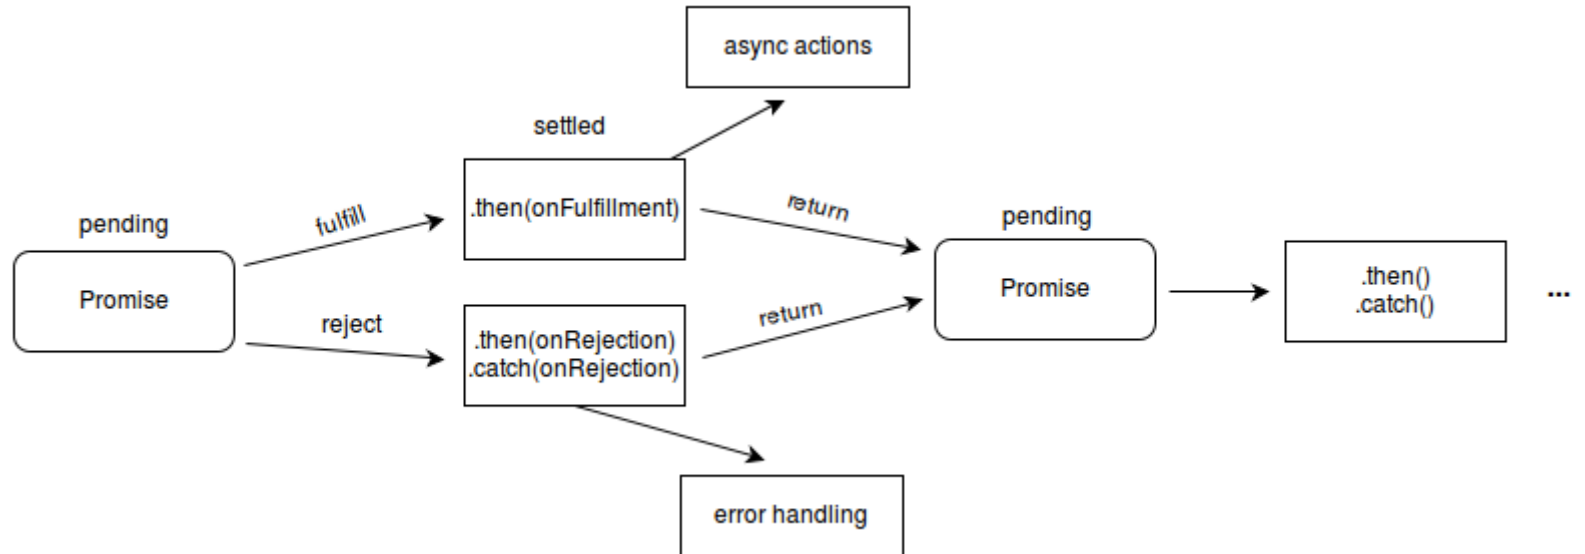 async actions
settled
pending
fulfill
.then(onFulfillment)
return
pending
Promise
reject
.then(onRejection)
.catch(onRejection)
return
Promise
.then()
.catch()
...
error handling